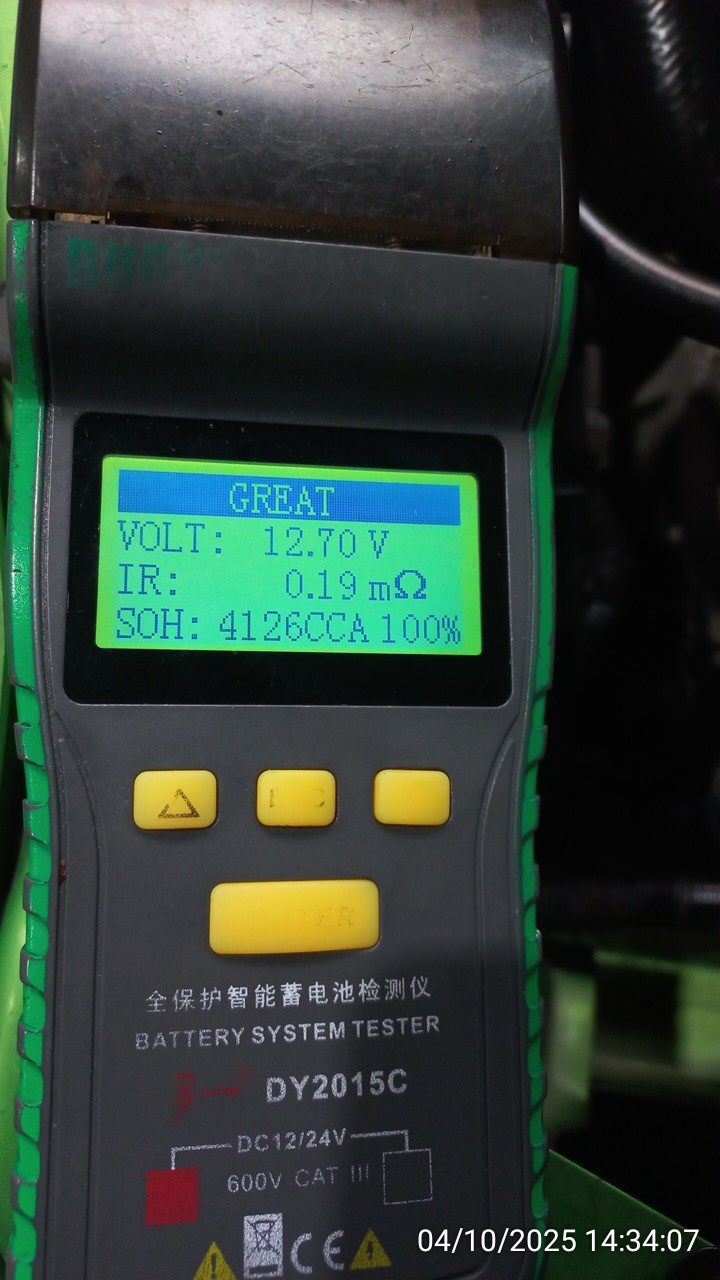 GREAT
VOLT: 12.70 V
IR: 0.19 mΩ
SOH: 4126CCA 100%
全保护智能蓄电池检测仪
BATTERY SYSTEM TESTER
DY2015C
DC12/24V
600V CAT III
CE
04/10/2025 14:34:07